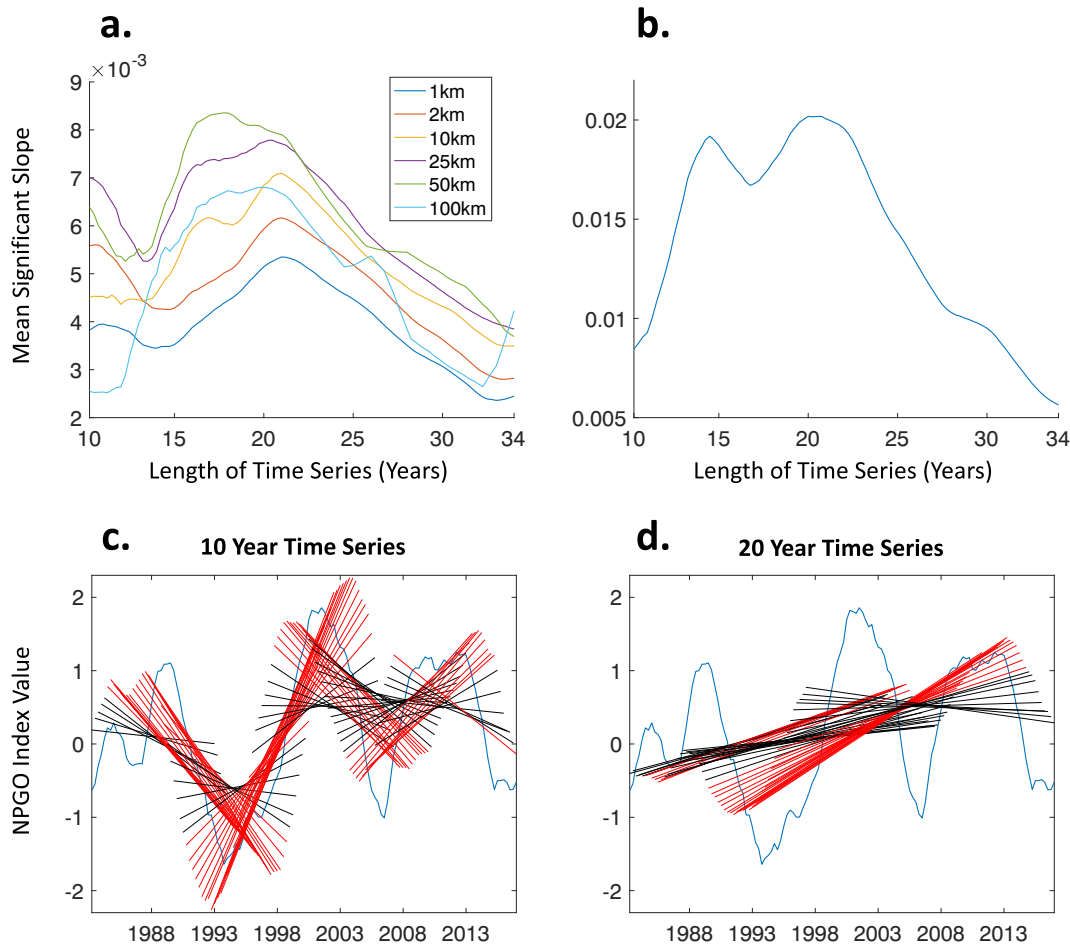 a.
b.
× 10⁻³
9
8
7
6
5
4
3
2
Mean Significant Slope
1km
2km
10km
25km
50km
100km
10 15 20 25 30 34
Length of Time Series (Years)
0.02
0.015
0.01
0.005
10 15 20 25 30 34
Length of Time Series (Years)
c.
10 Year Time Series
d.
20 Year Time Series
NPGO Index Value
2
1
0
-1
-2
1988 1993 1998 2003 2008 2013
2
1
0
-1
-2
1988 1993 1998 2003 2008 2013